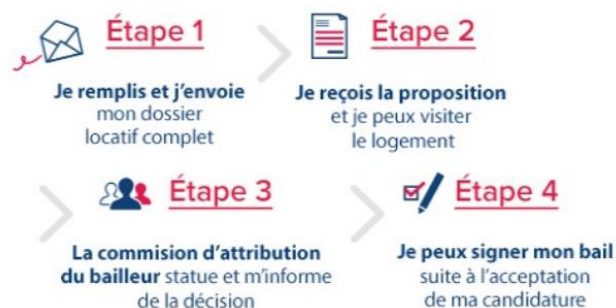 Étape 1
Je remplis et j'envoie
mon dossier
locatif complet
Étape 2
Je reçois la proposition
et je peux visiter
le logement
Étape 3
La commision d'attribution
du bailleur statue et m'informe
de la décision
Étape 4
Je peux signer mon bail
suite à l'acceptation
de ma candidature